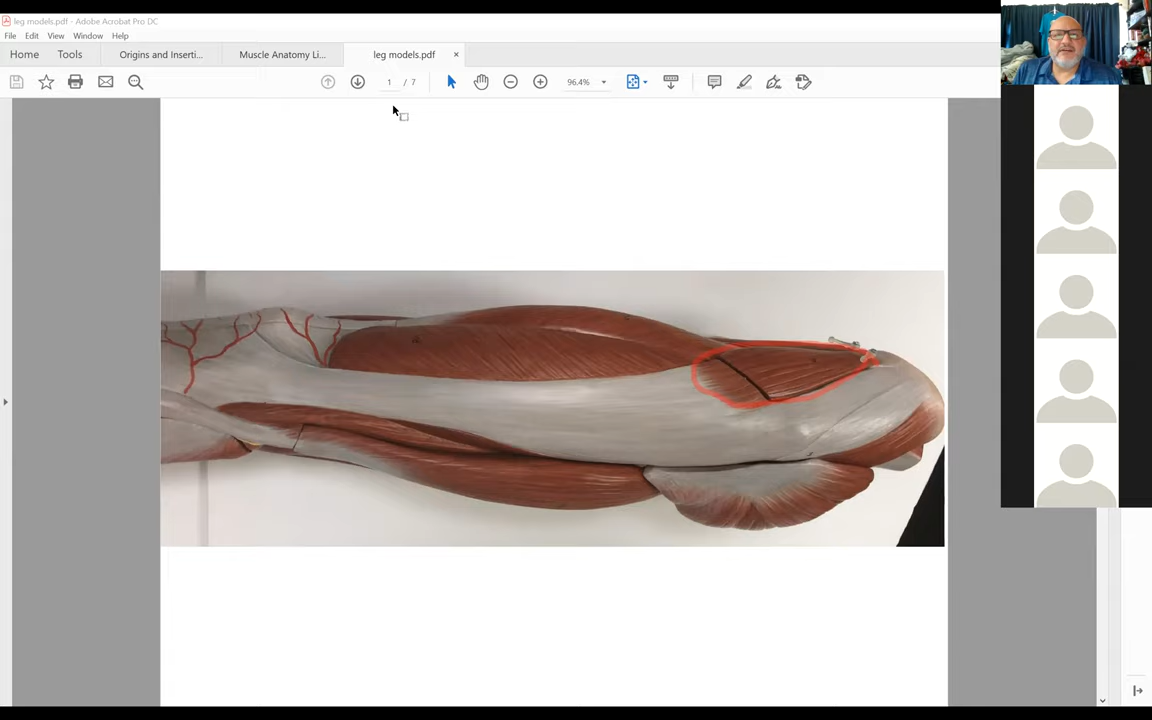 leg models.pdf - Adobe Acrobat Pro DC
File Edit View Window Help
Home Tools Origins and Inserti... Muscle Anatomy Li... leg models.pdf ×
1 / 7 96.4%